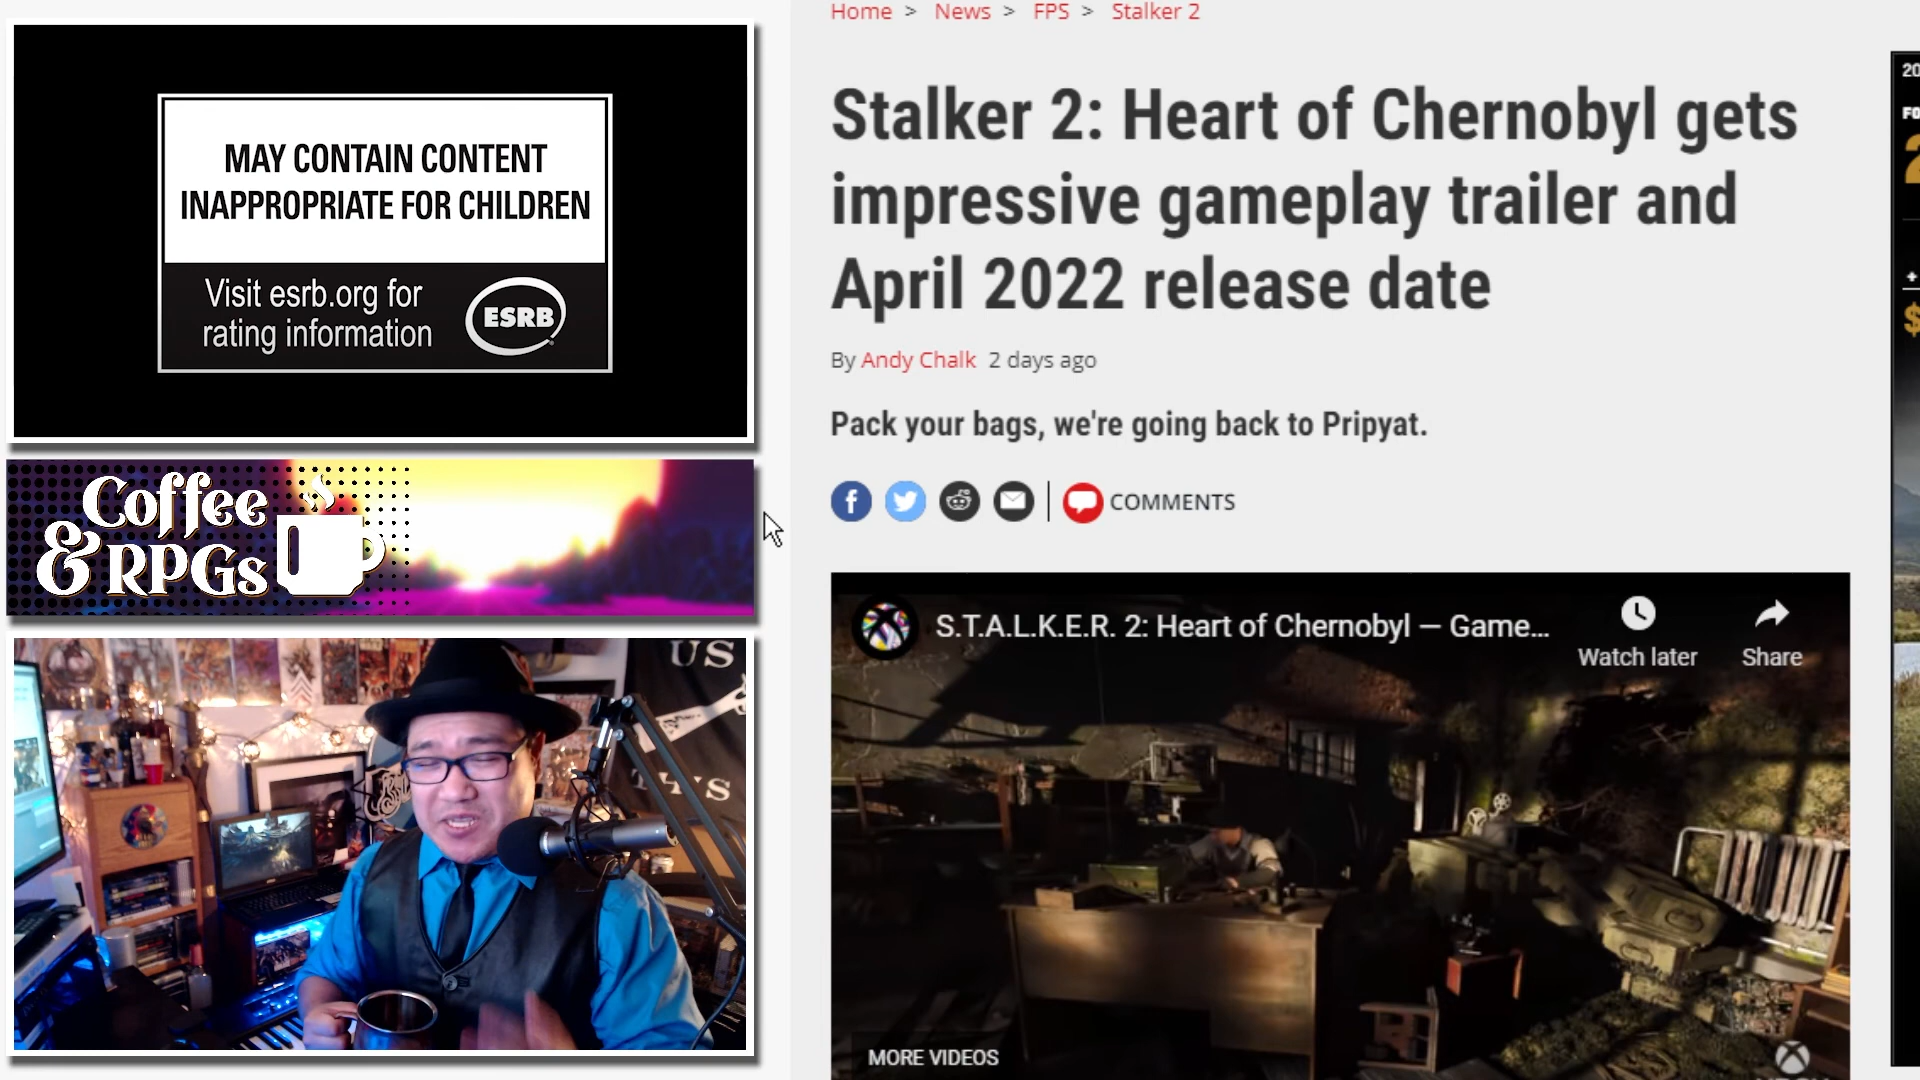 MAY CONTAIN CONTENT
INAPPROPRIATE FOR CHILDREN
Visit esrb.org for
rating information
ESRB
Coffee
& RPGs
US
Home > News > FPS > Stalker 2
Stalker 2: Heart of Chernobyl gets
impressive gameplay trailer and
April 2022 release date
By Andy Chalk 2 days ago
Pack your bags, we're going back to Pripyat.
COMMENTS
S.T.A.L.K.E.R. 2: Heart of Chernobyl — Game...
Watch later
Share
MORE VIDEOS
20
FO
2
+
$